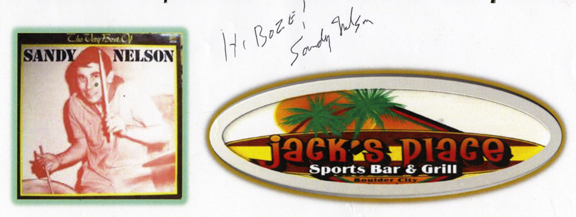 The Very Best Of
SANDY NELSON
Hi BOZE!
Sandy Nelson
Jack's Place
Sports Bar & Grill
Boulder City